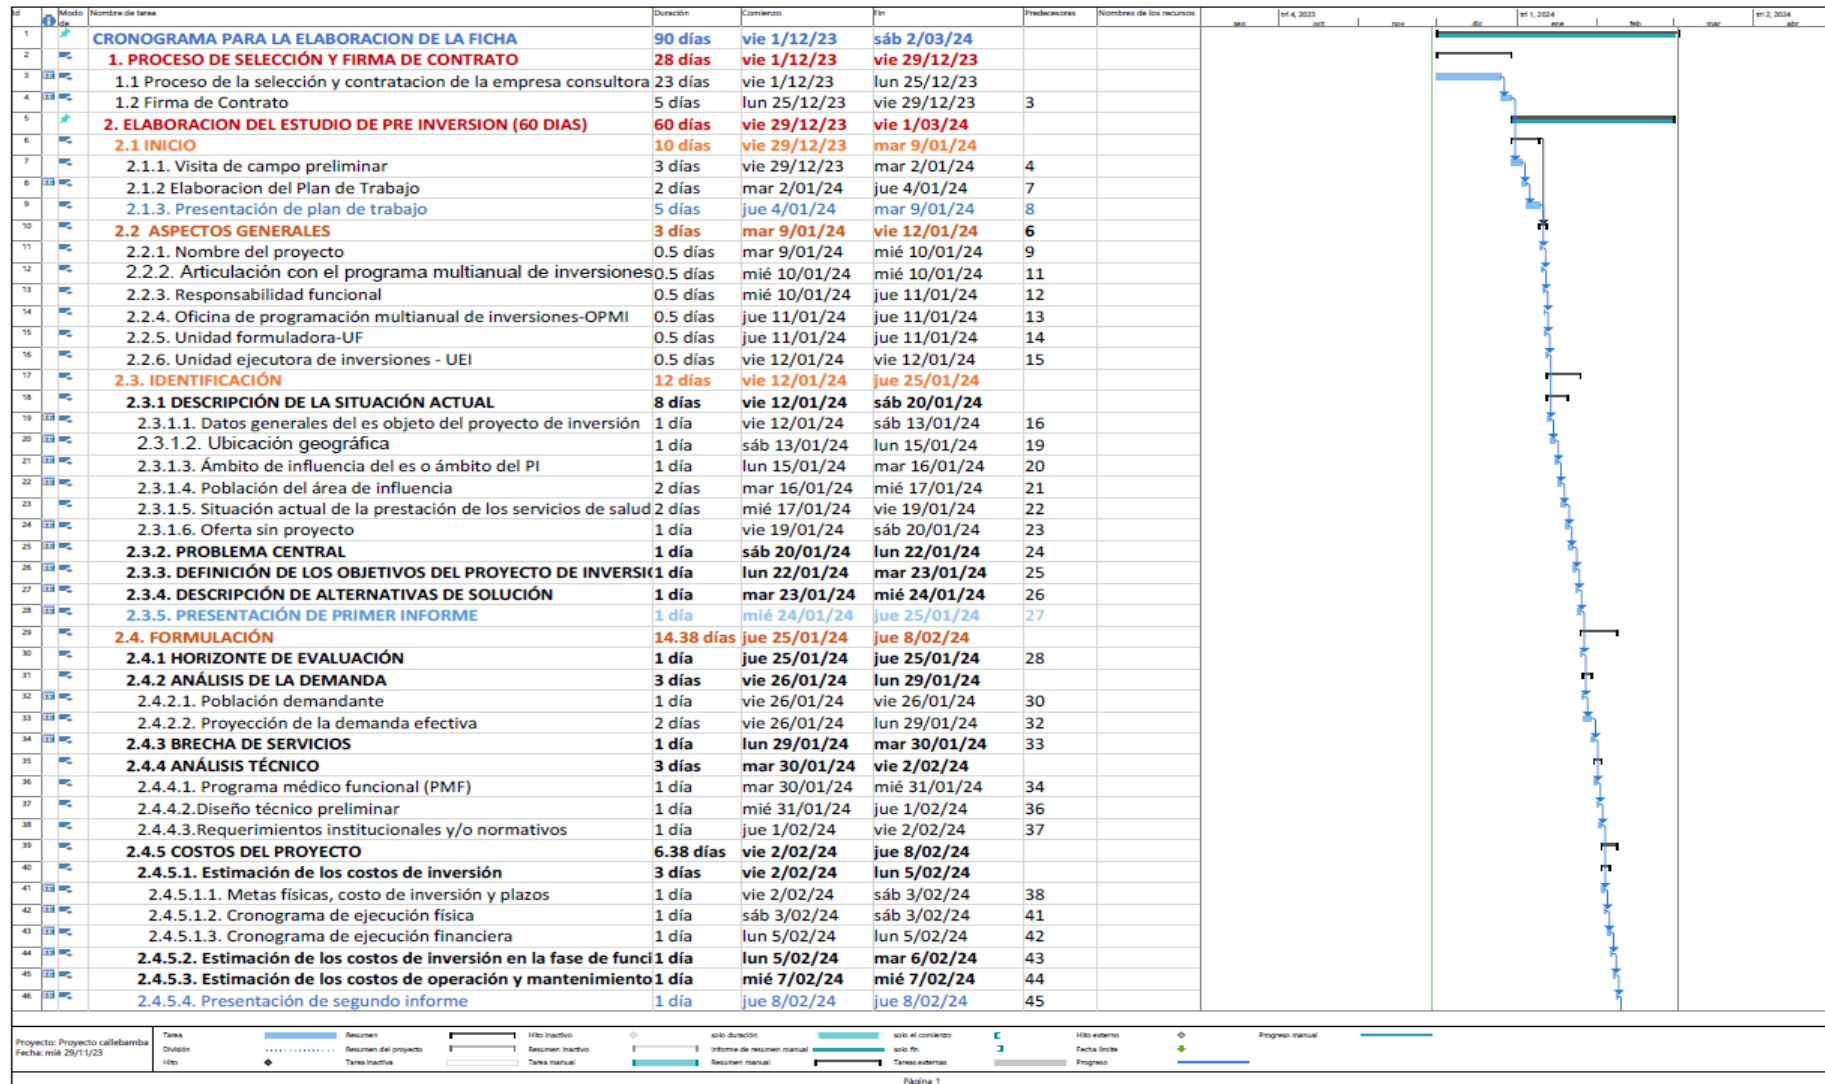 Id Modo de Nombre de tarea Duración Comienzo Fin Predecesoras Nombres de los recursos tri 4, 2023 tri 1, 2024 tri 2, 2024
sep oct nov dic ene feb mar abr
1 CRONOGRAMA PARA LA ELABORACION DE LA FICHA 90 días vie 1/12/23 sáb 2/03/24
2 1. PROCESO DE SELECCIÓN Y FIRMA DE CONTRATO 28 días vie 1/12/23 vie 29/12/23
3 1.1 Proceso de la selección y contratacion de la empresa consultora 23 días vie 1/12/23 lun 25/12/23
4 1.2 Firma de Contrato 5 días lun 25/12/23 vie 29/12/23 3
5 2. ELABORACION DEL ESTUDIO DE PRE INVERSION (60 DIAS) 60 días vie 29/12/23 vie 1/03/24
6 2.1 INICIO 10 días vie 29/12/23 mar 9/01/24
7 2.1.1. Visita de campo preliminar 3 días vie 29/12/23 mar 2/01/24 4
8 2.1.2 Elaboracion del Plan de Trabajo 2 días mar 2/01/24 jue 4/01/24 7
9 2.1.3. Presentación de plan de trabajo 5 días jue 4/01/24 mar 9/01/24 8
10 2.2 ASPECTOS GENERALES 3 días mar 9/01/24 vie 12/01/24 6
11 2.2.1. Nombre del proyecto 0.5 días mar 9/01/24 mié 10/01/24 9
12 2.2.2. Articulación con el programa multianual de inversiones 0.5 días mié 10/01/24 mié 10/01/24 11
13 2.2.3. Responsabilidad funcional 0.5 días mié 10/01/24 jue 11/01/24 12
14 2.2.4. Oficina de programación multianual de inversiones-OPMI 0.5 días jue 11/01/24 jue 11/01/24 13
15 2.2.5. Unidad formuladora-UF 0.5 días jue 11/01/24 jue 11/01/24 14
16 2.2.6. Unidad ejecutora de inversiones - UEI 0.5 días vie 12/01/24 vie 12/01/24 15
17 2.3. IDENTIFICACIÓN 12 días vie 12/01/24 jue 25/01/24
18 2.3.1 DESCRIPCIÓN DE LA SITUACIÓN ACTUAL 8 días vie 12/01/24 sáb 20/01/24
19 2.3.1.1. Datos generales del es objeto del proyecto de inversión 1 día vie 12/01/24 sáb 13/01/24 16
20 2.3.1.2. Ubicación geográfica 1 día sáb 13/01/24 lun 15/01/24 19
21 2.3.1.3. Ámbito de influencia del es o ámbito del PI 1 día lun 15/01/24 mar 16/01/24 20
22 2.3.1.4. Población del área de influencia 2 días mar 16/01/24 mié 17/01/24 21
23 2.3.1.5. Situación actual de la prestación de los servicios de salud 2 días mié 17/01/24 vie 19/01/24 22
24 2.3.1.6. Oferta sin proyecto 1 día vie 19/01/24 sáb 20/01/24 23
25 2.3.2. PROBLEMA CENTRAL 1 día sáb 20/01/24 lun 22/01/24 24
26 2.3.3. DEFINICIÓN DE LOS OBJETIVOS DEL PROYECTO DE INVERSIÓ 1 día lun 22/01/24 mar 23/01/24 25
27 2.3.4. DESCRIPCIÓN DE ALTERNATIVAS DE SOLUCIÓN 1 día mar 23/01/24 mié 24/01/24 26
28 2.3.5. PRESENTACIÓN DE PRIMER INFORME 1 día mié 24/01/24 jue 25/01/24 27
29 2.4. FORMULACIÓN 14.38 días jue 25/01/24 jue 8/02/24
30 2.4.1 HORIZONTE DE EVALUACIÓN 1 día jue 25/01/24 jue 25/01/24 28
31 2.4.2 ANÁLISIS DE LA DEMANDA 3 días vie 26/01/24 lun 29/01/24
32 2.4.2.1. Población demandante 1 día vie 26/01/24 vie 26/01/24 30
33 2.4.2.2. Proyección de la demanda efectiva 2 días vie 26/01/24 lun 29/01/24 32
34 2.4.3 BRECHA DE SERVICIOS 1 día lun 29/01/24 mar 30/01/24 33
35 2.4.4 ANÁLISIS TÉCNICO 3 días mar 30/01/24 vie 2/02/24
36 2.4.4.1. Programa médico funcional (PMF) 1 día mar 30/01/24 mié 31/01/24 34
37 2.4.4.2.Diseño técnico preliminar 1 día mié 31/01/24 jue 1/02/24 36
38 2.4.4.3.Requerimientos institucionales y/o normativos 1 día jue 1/02/24 vie 2/02/24 37
39 2.4.5 COSTOS DEL PROYECTO 6.38 días vie 2/02/24 jue 8/02/24
40 2.4.5.1. Estimación de los costos de inversión 3 días vie 2/02/24 lun 5/02/24
41 2.4.5.1.1. Metas físicas, costo de inversión y plazos 1 día vie 2/02/24 sáb 3/02/24 38
42 2.4.5.1.2. Cronograma de ejecución física 1 día sáb 3/02/24 sáb 3/02/24 41
43 2.4.5.1.3. Cronograma de ejecución financiera 1 día lun 5/02/24 lun 5/02/24 42
44 2.4.5.2. Estimación de los costos de inversión en la fase de funci 1 día lun 5/02/24 mar 6/02/24 43
45 2.4.5.3. Estimación de los costos de operación y mantenimiento 1 día mié 7/02/24 mié 7/02/24 44
46 2.4.5.4. Presentación de segundo informe 1 día jue 8/02/24 jue 8/02/24 45
Proyecto: Proyecto callebamba
Fecha: mié 29/11/23
Tarea Resumen Hito inactivo solo duración solo el comienzo Hito externo Progreso manual
División Resumen del proyecto Resumen inactivo Informe de resumen manual solo fin Fecha límite
Hito Tarea inactiva Tarea manual Resumen manual Tareas externas Progreso
Página 1